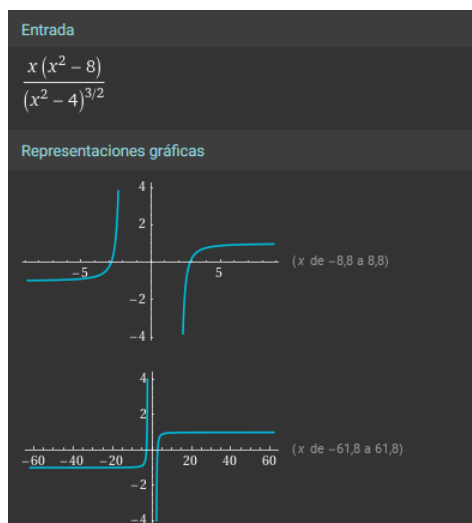 Entrada
x(x² − 8)
(x² − 4)^{3/2}
Representaciones gráficas
4
2
−5
5
(x de −8,8 a 8,8)
−2
−4
4
2
−60 −40 −20 20 40 60
(x de −61,8 a 61,8)
−2
−4